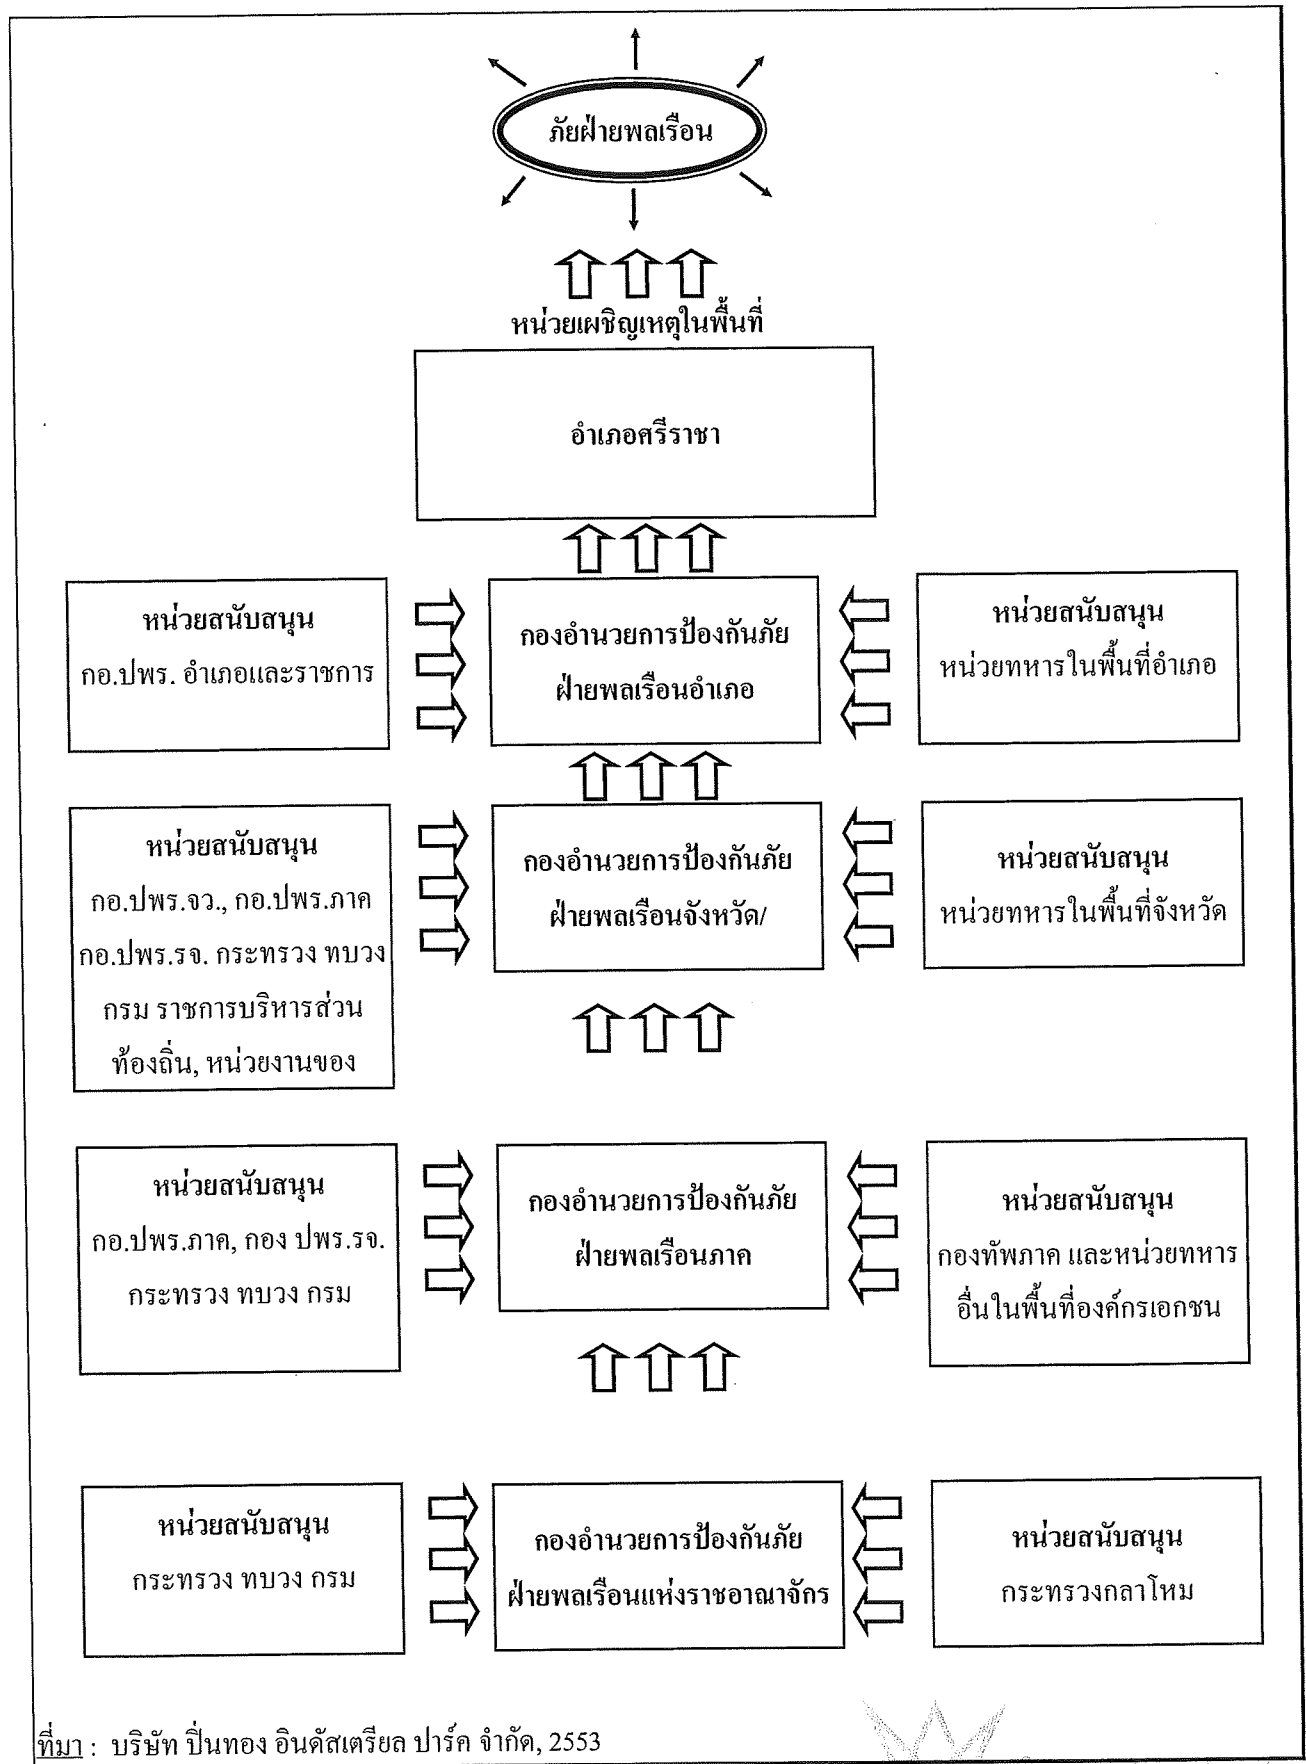 ภัยฝ่ายพลเรือน
หน่วยเผชิญเหตุในพื้นที่
อำเภอศรีราชา
หน่วยสนับสนุน
กอ.ปพร. อำเภอและราชการ
กองอำนวยการป้องกันภัย
ฝ่ายพลเรือนอำเภอ
หน่วยสนับสนุน
หน่วยทหารในพื้นที่อำเภอ
หน่วยสนับสนุน
กอ.ปพร.จว., กอ.ปพร.ภาค
กอ.ปพร.รจ. กระทรวง ทบวง
กรม ราชการบริหารส่วน
ท้องถิ่น, หน่วยงานของ
กองอำนวยการป้องกันภัย
ฝ่ายพลเรือนจังหวัด/
หน่วยสนับสนุน
หน่วยทหารในพื้นที่จังหวัด
หน่วยสนับสนุน
กอ.ปพร.ภาค, กอง ปพร.รจ.
กระทรวง ทบวง กรม
กองอำนวยการป้องกันภัย
ฝ่ายพลเรือนภาค
หน่วยสนับสนุน
กองทัพภาค และหน่วยทหาร
อื่นในพื้นที่องค์กรเอกชน
หน่วยสนับสนุน
กระทรวง ทบวง กรม
กองอำนวยการป้องกันภัย
ฝ่ายพลเรือนแห่งราชอาณาจักร
หน่วยสนับสนุน
กระทรวงกลาโหม
ที่มา : บริษัท ปิ่นทอง อินดัสเตรียล ปาร์ค จำกัด, 2553